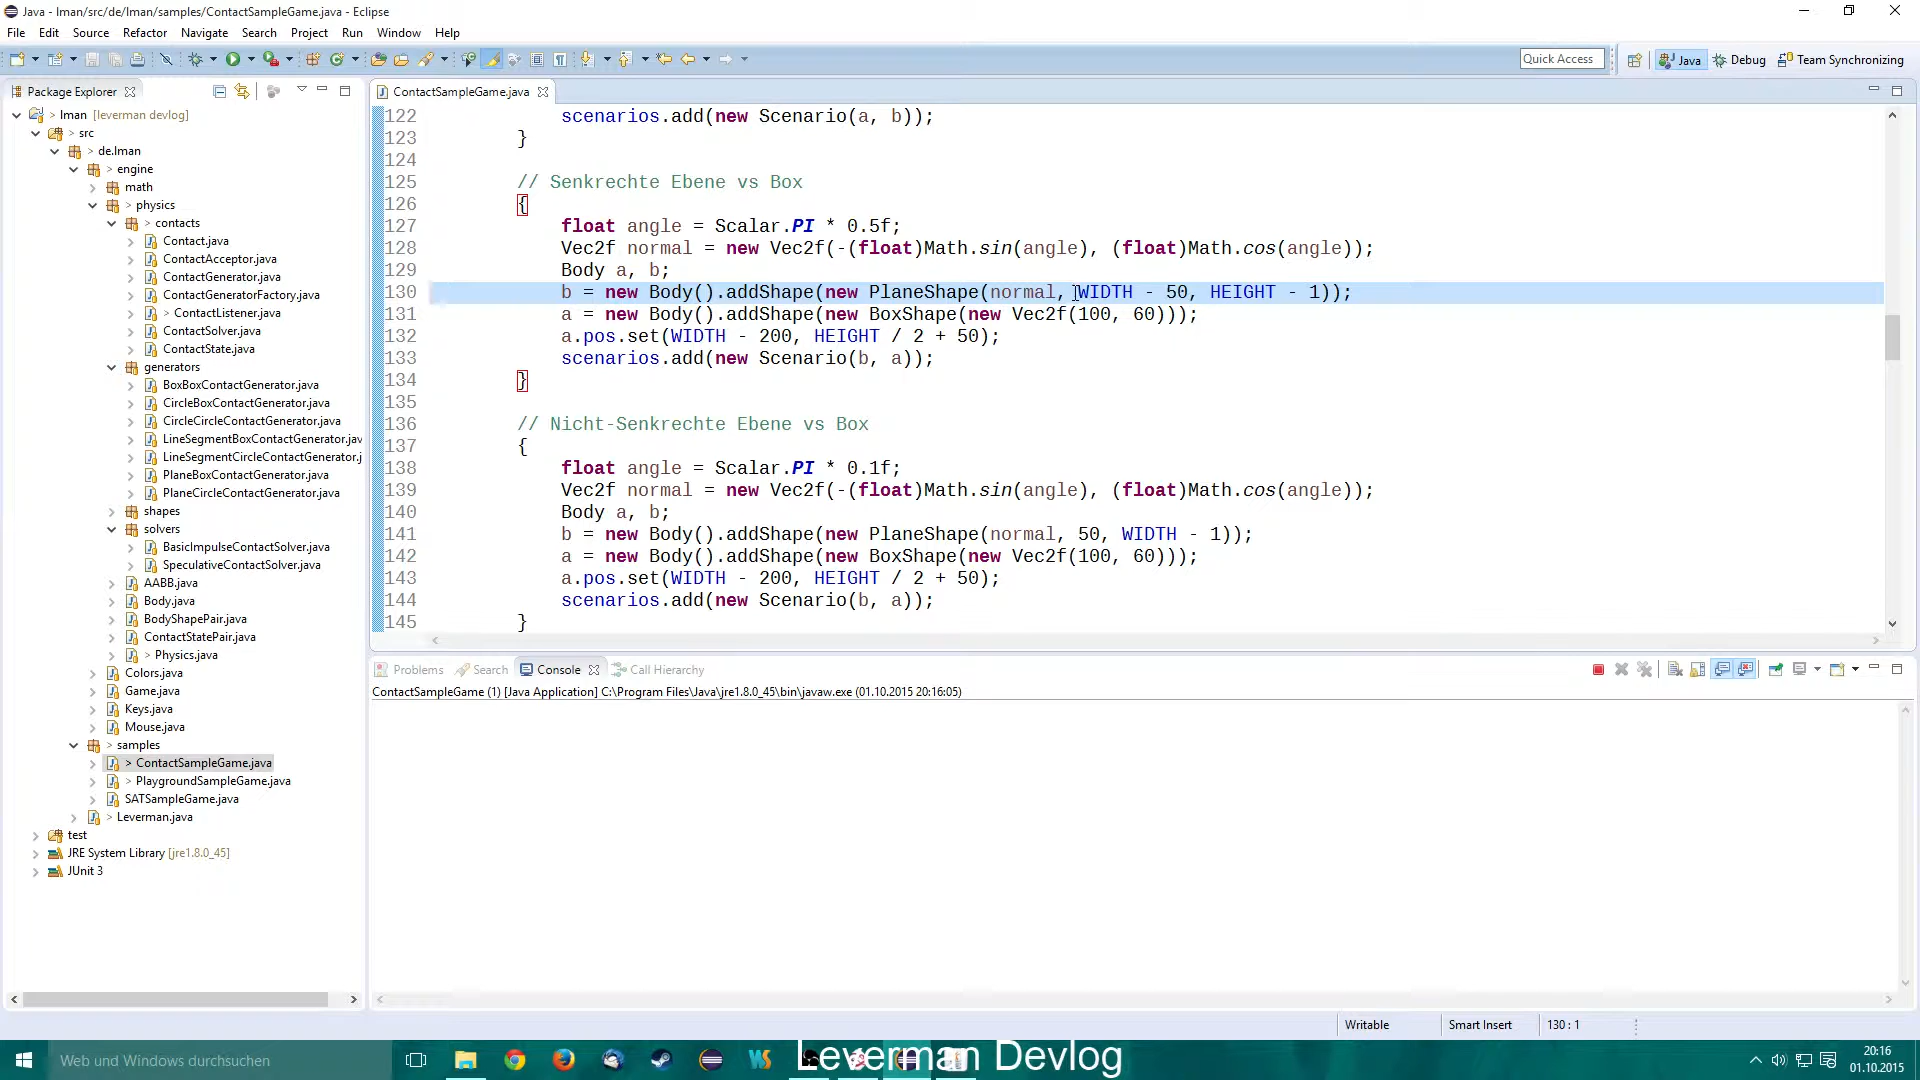 Java - lman/src/de/lman/samples/ContactSampleGame.java - Eclipse
File Edit Source Refactor Navigate Search Project Run Window Help
Quick Access Java Debug Team Synchronizing
Package Explorer
> lman [leverman devlog]
> src
> de.lman
> engine
math
> physics
> contacts
Contact.java
ContactAcceptor.java
ContactGenerator.java
ContactGeneratorFactory.java
> ContactListener.java
ContactSolver.java
ContactState.java
generators
BoxBoxContactGenerator.java
CircleBoxContactGenerator.java
CircleCircleContactGenerator.java
LineSegmentBoxContactGenerator.jav
LineSegmentCircleContactGenerator.j
PlaneBoxContactGenerator.java
PlaneCircleContactGenerator.java
shapes
solvers
BasicImpulseContactSolver.java
SpeculativeContactSolver.java
AABB.java
Body.java
BodyShapePair.java
ContactStatePair.java
> Physics.java
Colors.java
Game.java
Keys.java
Mouse.java
> samples
> ContactSampleGame.java
> PlaygroundSampleGame.java
SATSampleGame.java
> Leverman.java
test
JRE System Library [jre1.8.0_45]
JUnit 3
ContactSampleGame.java
122 scenarios.add(new Scenario(a, b));
123 }
124
125 // Senkrechte Ebene vs Box
126 {
127 float angle = Scalar.PI * 0.5f;
128 Vec2f normal = new Vec2f(-(float)Math.sin(angle), (float)Math.cos(angle));
129 Body a, b;
130 b = new Body().addShape(new PlaneShape(normal, WIDTH - 50, HEIGHT - 1));
131 a = new Body().addShape(new BoxShape(new Vec2f(100, 60)));
132 a.pos.set(WIDTH - 200, HEIGHT / 2 + 50);
133 scenarios.add(new Scenario(b, a));
134 }
135
136 // Nicht-Senkrechte Ebene vs Box
137 {
138 float angle = Scalar.PI * 0.1f;
139 Vec2f normal = new Vec2f(-(float)Math.sin(angle), (float)Math.cos(angle));
140 Body a, b;
141 b = new Body().addShape(new PlaneShape(normal, 50, WIDTH - 1));
142 a = new Body().addShape(new BoxShape(new Vec2f(100, 60)));
143 a.pos.set(WIDTH - 200, HEIGHT / 2 + 50);
144 scenarios.add(new Scenario(b, a));
145 }
Problems Search Console Call Hierarchy
ContactSampleGame (1) [Java Application] C:\Program Files\Java\jre1.8.0_45\bin\javaw.exe (01.10.2015 20:16:05)
Writable Smart Insert 130 : 1
Web und Windows durchsuchen
Leverman Devlog
20:16
01.10.2015